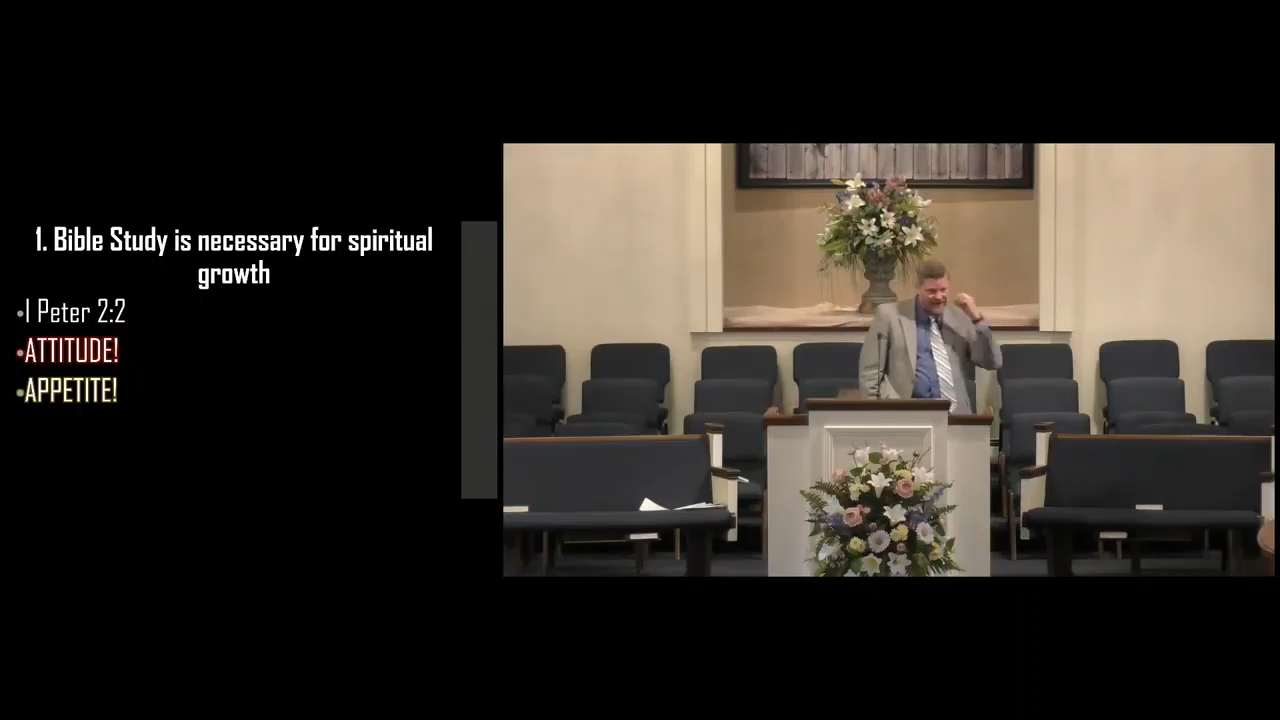 1. Bible Study is necessary for spiritual
growth
•I Peter 2:2
•ATTITUDE!
•APPETITE!